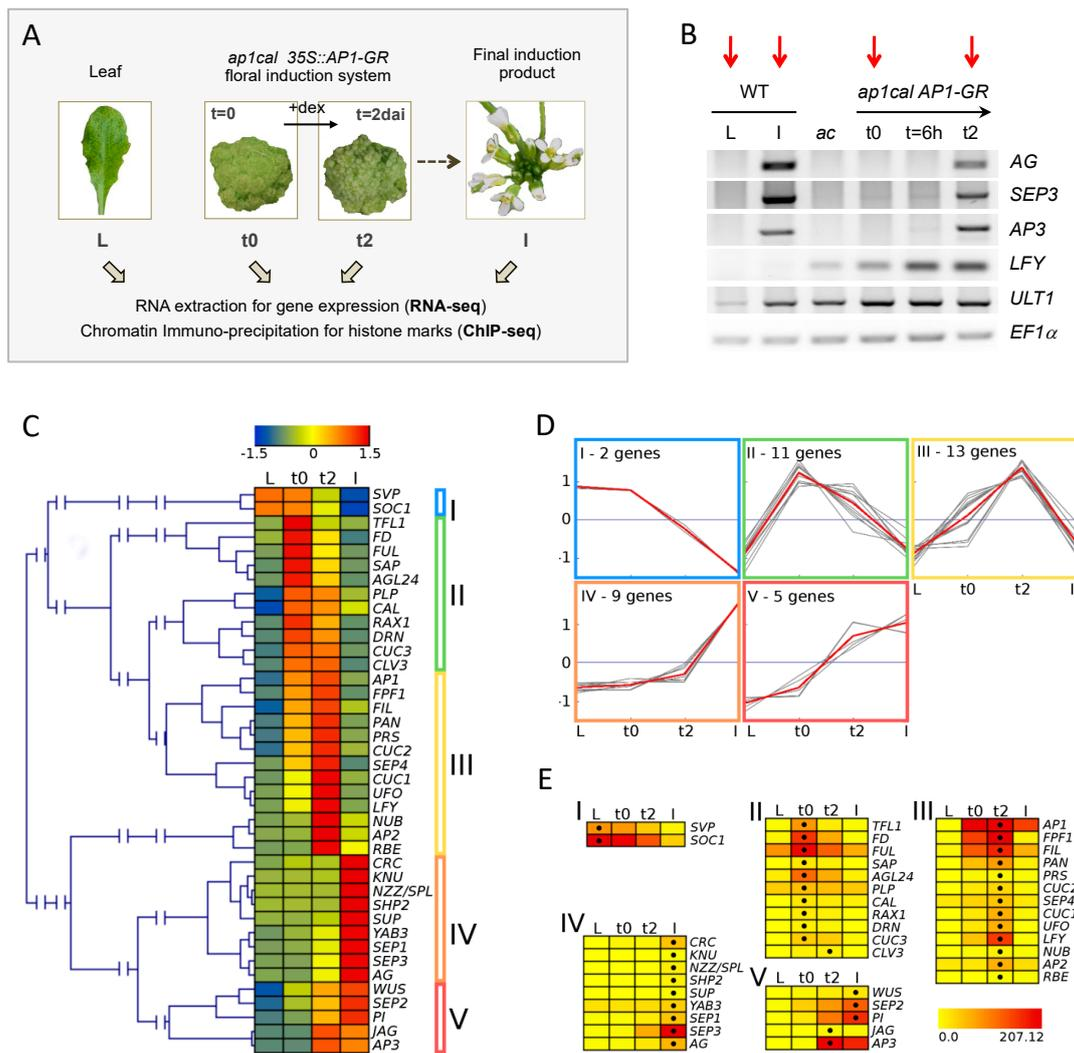 A
Leaf
ap1cal 35S::AP1-GR
floral induction system
Final induction
product
t=0
+dex
t=2dai
L
t0
t2
I
RNA extraction for gene expression (RNA-seq)
Chromatin Immuno-precipitation for histone marks (ChIP-seq)
B
WT
ap1cal AP1-GR
L I ac t0 t=6h t2
AG
SEP3
AP3
LFY
ULT1
EF1α
C
-1.5 0 1.5
L t0 t2 I
SVP
SOC1
TFL1
FD
FUL
SAP
AGL24
PLP
CAL
RAX1
DRN
CUC3
CLV3
AP1
FPF1
FIL
PAN
PRS
CUC2
SEP4
CUC1
UFO
LFY
NUB
AP2
RBE
CRC
KNU
NZZ/SPL
SHP2
SUP
YAB3
SEP1
SEP3
AG
WUS
SEP2
PI
JAG
AP3
I
II
III
IV
V
D
I - 2 genes
II - 11 genes
III - 13 genes
1
0
-1
L t0 t2 I
IV - 9 genes
V - 5 genes
1
0
-1
L t0 t2 I
L t0 t2 I
E
I
L t0 t2 I
SVP
SOC1
II
L t0 t2 I
TFL1
FD
FUL
SAP
AGL24
PLP
CAL
RAX1
DRN
CUC3
CLV3
III
L t0 t2 I
AP1
FPF1
FIL
PAN
PRS
CUC2
SEP4
CUC1
UFO
LFY
NUB
AP2
RBE
IV
L t0 t2 I
CRC
KNU
NZZ/SPL
SHP2
SUP
YAB3
SEP1
SEP3
AG
V
L t0 t2 I
WUS
SEP2
PI
JAG
AP3
0.0 207.12